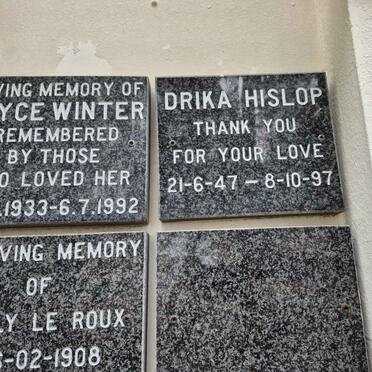 VING MEMORY OF
YCE WINTER
REMEMBERED
BY THOSE
O LOVED HER
.1933-6.7.1992
DRIKA HISLOP
THANK YOU
FOR YOUR LOVE
21-6-47 - 8-10-97
VING MEMORY
OF
Y LE ROUX
-02-1908